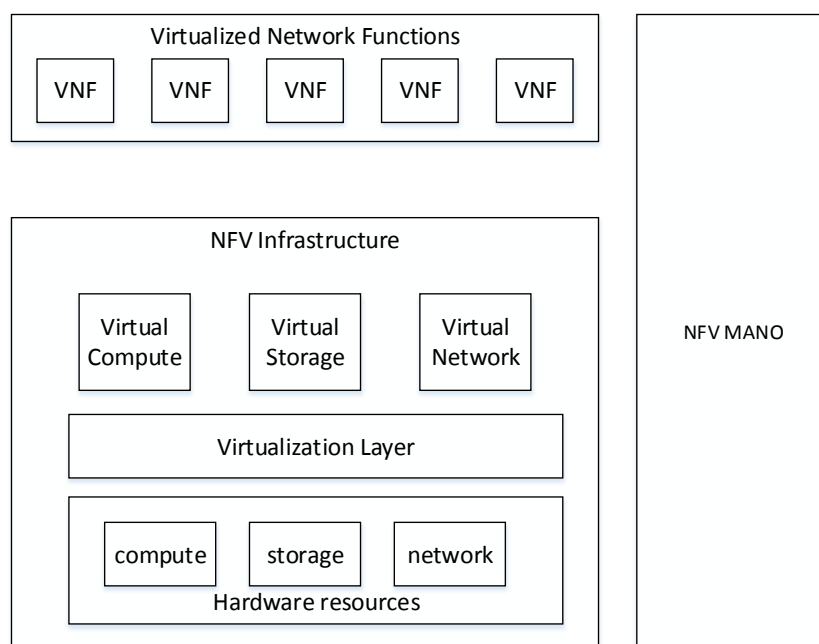 Virtualized Network Functions
VNF
VNF
VNF
VNF
VNF
NFV Infrastructure
Virtual
Compute
Virtual
Storage
Virtual
Network
NFV MANO
Virtualization Layer
compute
storage
network
Hardware resources